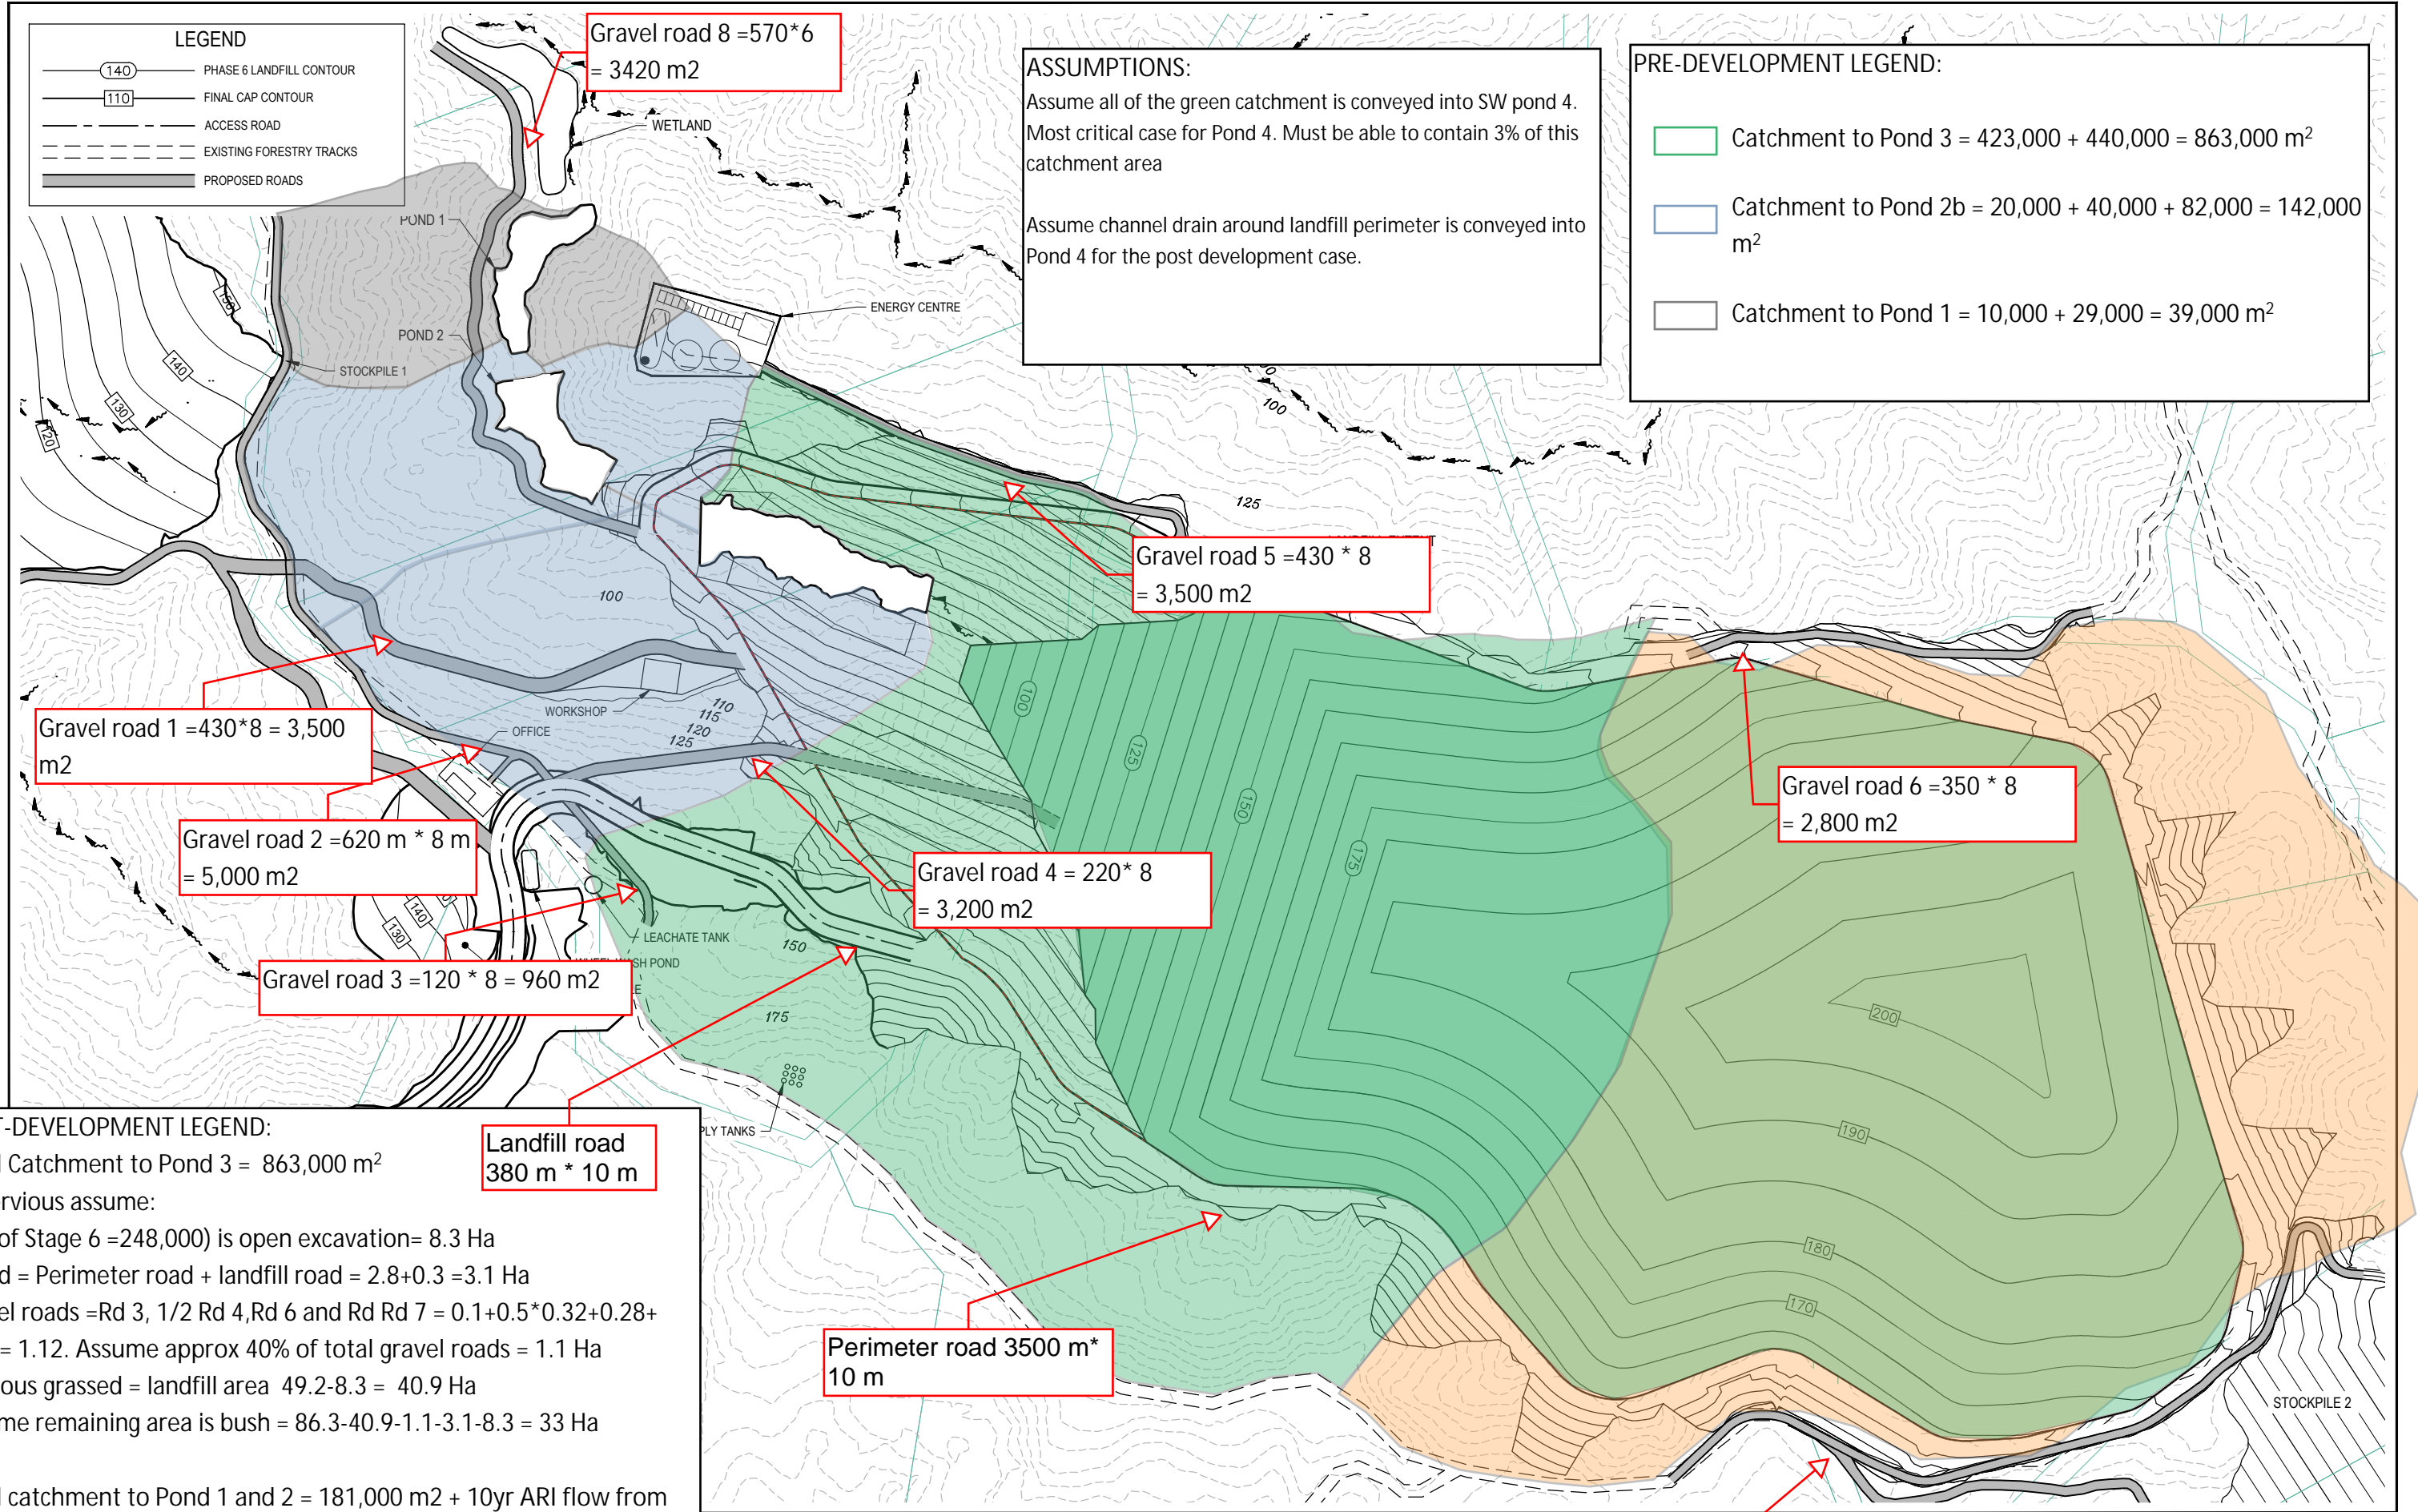 LEGEND
140 PHASE 6 LANDFILL CONTOUR
110 FINAL CAP CONTOUR
ACCESS ROAD
EXISTING FORESTRY TRACKS
PROPOSED ROADS
Gravel road 8 =570*6
= 3420 m2
WETLAND
ASSUMPTIONS:
Assume all of the green catchment is conveyed into SW pond 4.
Most critical case for Pond 4. Must be able to contain 3% of this
catchment area
Assume channel drain around landfill perimeter is conveyed into
Pond 4 for the post development case.
PRE-DEVELOPMENT LEGEND:
Catchment to Pond 3 = 423,000 + 440,000 = 863,000 m²
Catchment to Pond 2b = 20,000 + 40,000 + 82,000 = 142,000
m²
Catchment to Pond 1 = 10,000 + 29,000 = 39,000 m²
POND 1
150
ENERGY CENTRE
POND 2
140
STOCKPILE 1
130
120
100
125
Gravel road 5 =430 * 8
= 3,500 m2
100
100
WORKSHOP
110
115
120
125
OFFICE
125
150
175
Gravel road 1 =430*8 = 3,500
m2
Gravel road 6 =350 * 8
= 2,800 m2
Gravel road 2 =620 m * 8 m
= 5,000 m2
Gravel road 4 = 220* 8
= 3,200 m2
140
130
LEACHATE TANK
150
SH POND
Gravel road 3 =120 * 8 = 960 m2
175
200
190
180
170
PLY TANKS
Landfill road
380 m * 10 m
Perimeter road 3500 m*
10 m
STOCKPILE 2
T-DEVELOPMENT LEGEND:
l Catchment to Pond 3 = 863,000 m²
ervious assume:
of Stage 6 =248,000) is open excavation= 8.3 Ha
d = Perimeter road + landfill road = 2.8+0.3 =3.1 Ha
el roads =Rd 3, 1/2 Rd 4,Rd 6 and Rd Rd 7 = 0.1+0.5*0.32+0.28+
= 1.12. Assume approx 40% of total gravel roads = 1.1 Ha
ous grassed = landfill area 49.2-8.3 = 40.9 Ha
me remaining area is bush = 86.3-40.9-1.1-3.1-8.3 = 33 Ha
l catchment to Pond 1 and 2 = 181,000 m2 + 10yr ARI flow from